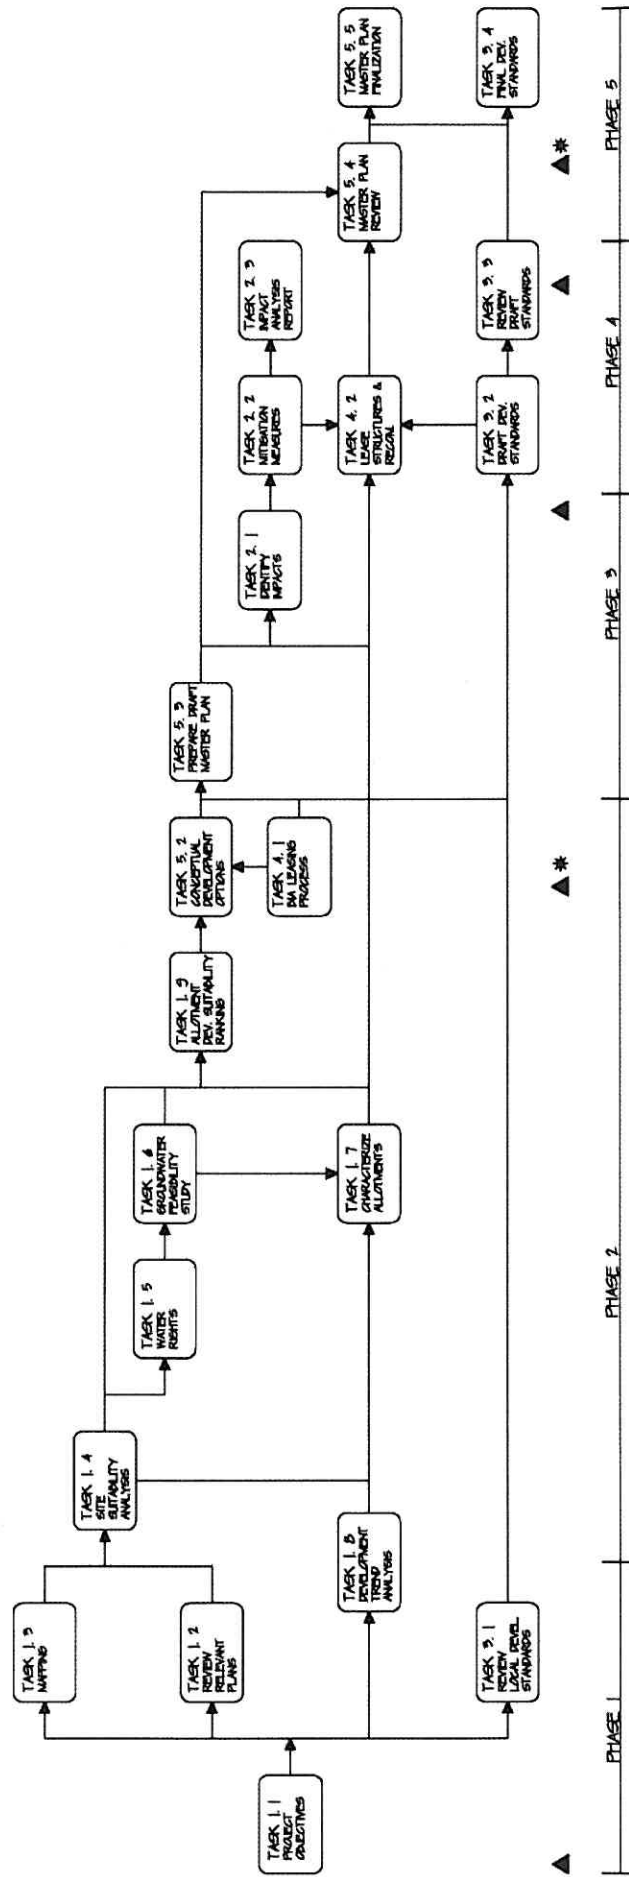 TASK 1. 1
PROJECT
OBJECTIVES
TASK 1. 3
MAPPING
TASK 1. 2
REVIEW
RELEVANT
PLANS
TASK 1. 8
DEVELOPMENT
TREND
ANALYSIS
TASK 3. 1
REVIEW
LOCAL DEVEL.
STANDARDS
TASK 1. 4
SITE
SUITABILITY
ANALYSIS
TASK 1. 5
WATER
RIGHTS
TASK 1. 6
GROUNDWATER
FEASIBILITY
STUDY
TASK 1. 7
CHARACTERIZE
ALLOTMENTS
TASK 1. 9
ALLOTMENT
DEV. SUITABILITY
RANKING
TASK 5. 2
CONCEPTUAL
DEVELOPMENT
OPTIONS
TASK 4. 1
BIA LEASING
PROCESS
TASK 5. 3
PREPARE DRAFT
MASTER PLAN
TASK 2. 1
IDENTIFY
IMPACTS
TASK 2. 2
MITIGATION
MEASURES
TASK 2. 3
IMPACT
ANALYSIS
REPORT
TASK 4. 2
LEASE
STRUCTURES &
TASK 3. 2
DRAFT DEV.
STANDARDS
TASK 3. 3
REVIEW
DRAFT
STANDARDS
TASK 5. 4
MASTER PLAN
REVIEW
TASK 5. 5
MASTER PLAN
FINALIZATION
TASK 3. 4
FINAL DEV.
STANDARDS
PHASE 1
PHASE 2
PHASE 3
PHASE 4
PHASE 5